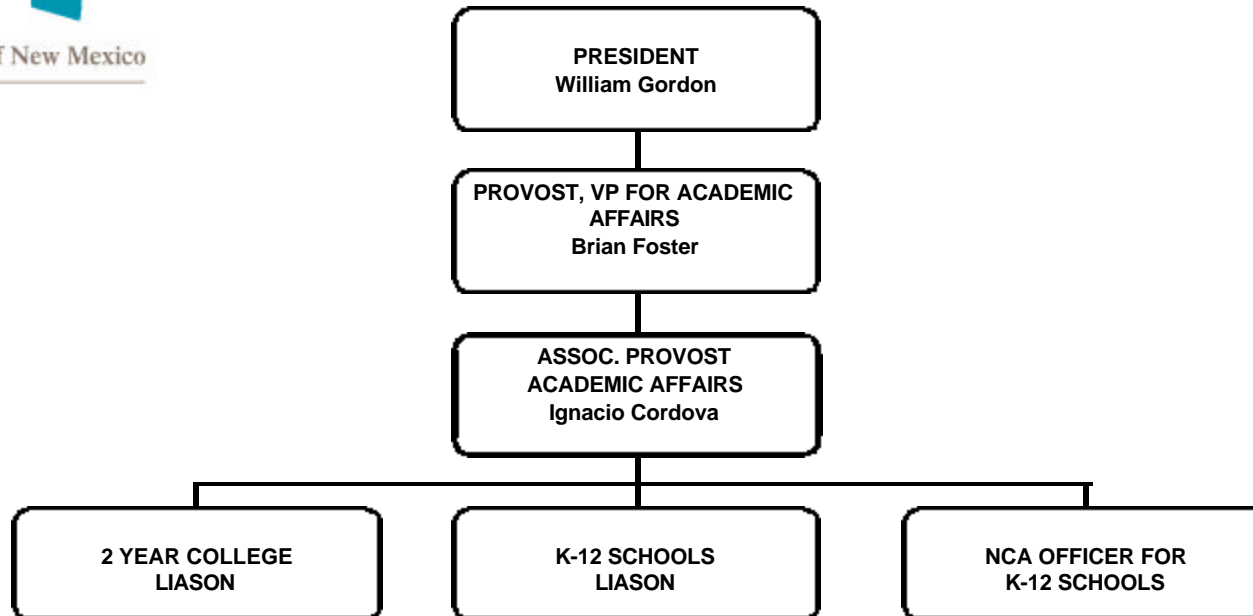 f New Mexico
PRESIDENT
William Gordon
PROVOST, VP FOR ACADEMIC
AFFAIRS
Brian Foster
ASSOC. PROVOST
ACADEMIC AFFAIRS
Ignacio Cordova
2 YEAR COLLEGE
LIASON
K-12 SCHOOLS
LIASON
NCA OFFICER FOR
K-12 SCHOOLS